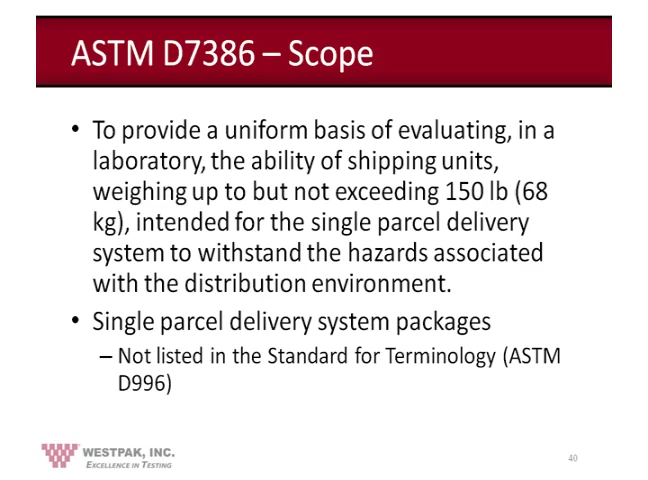 ASTM D7386 – Scope
• To provide a uniform basis of evaluating, in a
laboratory, the ability of shipping units,
weighing up to but not exceeding 150 lb (68
kg), intended for the single parcel delivery
system to withstand the hazards associated
with the distribution environment.
• Single parcel delivery system packages
– Not listed in the Standard for Terminology (ASTM
D996)
WESTPAK, INC.
EXCELLENCE IN TESTING
40